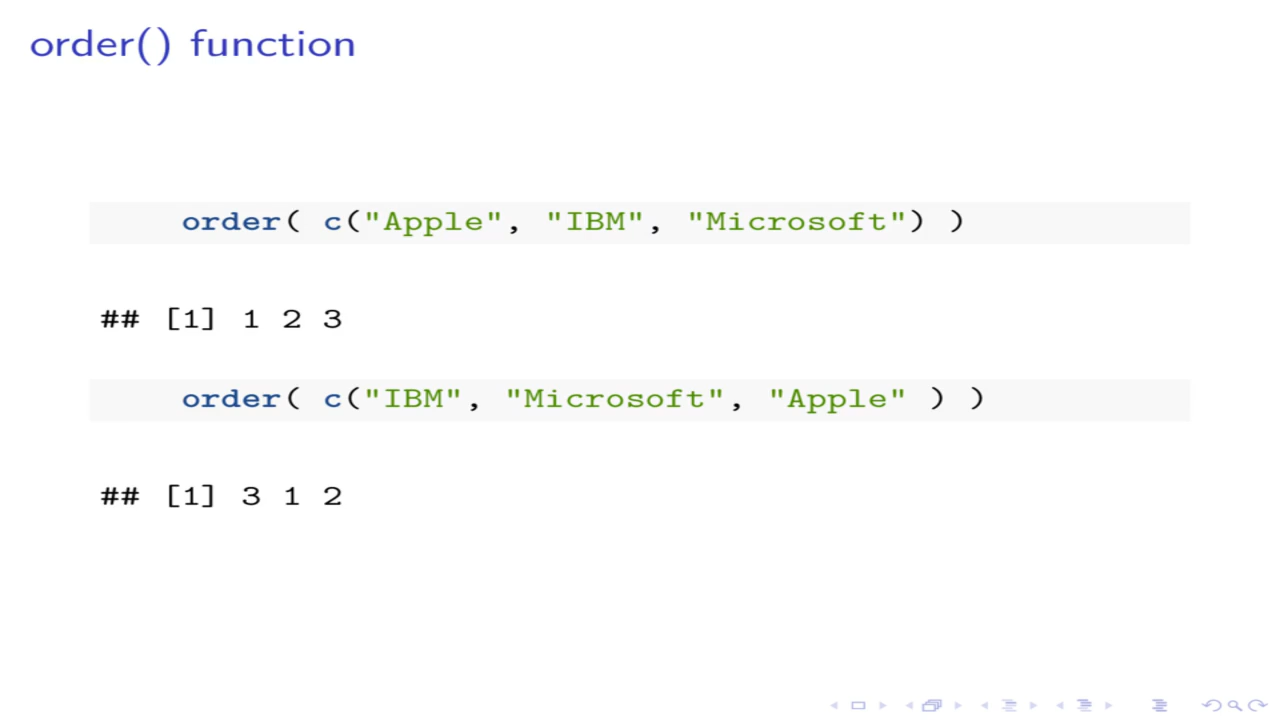 order() function
order( c("Apple", "IBM", "Microsoft") )
## [1] 1 2 3
order( c("IBM", "Microsoft", "Apple" ) )
## [1] 3 1 2